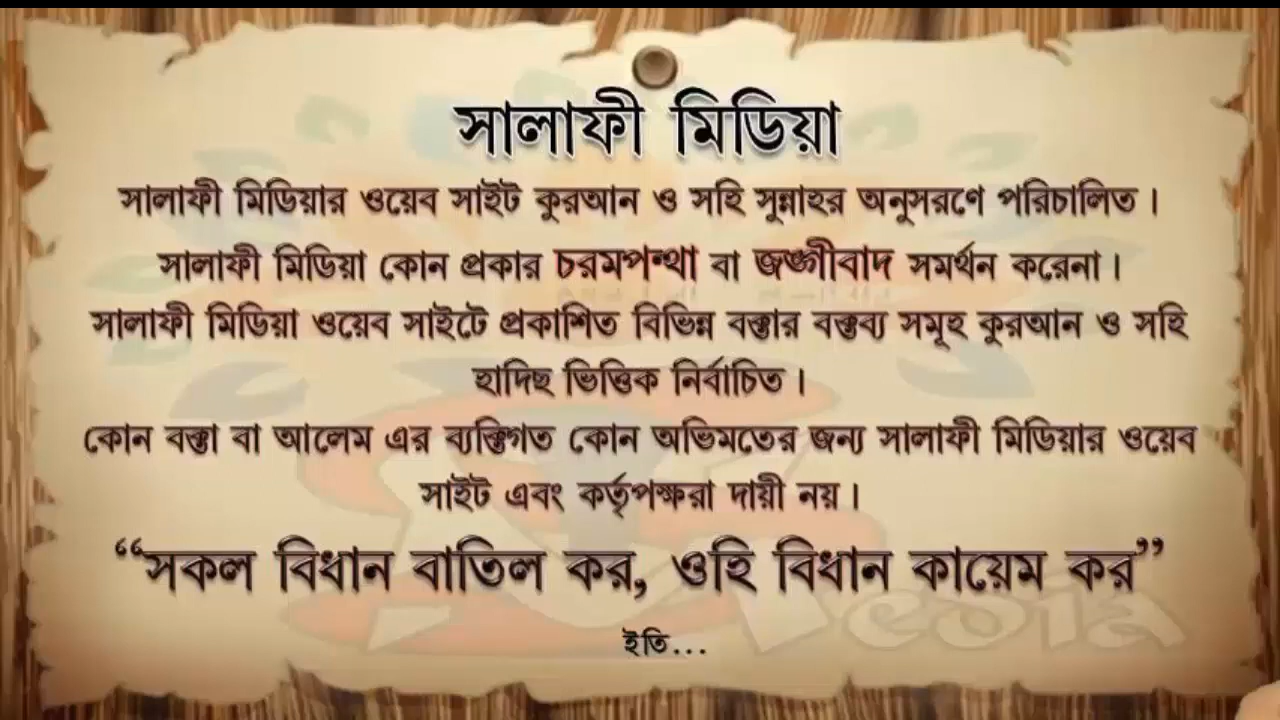 সালাফী মিডিয়া
সালাফী মিডিয়ার ওয়েব সাইট কুরআন ও সহি সুন্নাহর অনুসরণে পরিচালিত।
সালাফী মিডিয়া কোন প্রকার চরমপন্থা বা জঙ্গীবাদ সমর্থন করেনা।
সালাফী মিডিয়া ওয়েব সাইটে প্রকাশিত বিভিন্ন বক্তার বক্তব্য সমূহ কুরআন ও সহি
হাদিছ ভিত্তিক নির্বাচিত।
কোন বক্তা বা আলেম এর ব্যক্তিগত কোন অভিমতের জন্য সালাফী মিডিয়ার ওয়েব
সাইট এবং কর্তৃপক্ষরা দায়ী নয়।
“সকল বিধান বাতিল কর, ওহি বিধান কায়েম কর”
ইতি...